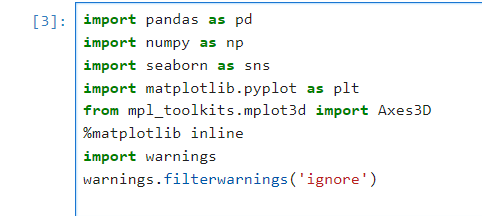 [3]:
import pandas as pd
import numpy as np
import seaborn as sns
import matplotlib.pyplot as plt
from mpl_toolkits.mplot3d import Axes3D
%matplotlib inline
import warnings
warnings.filterwarnings('ignore')